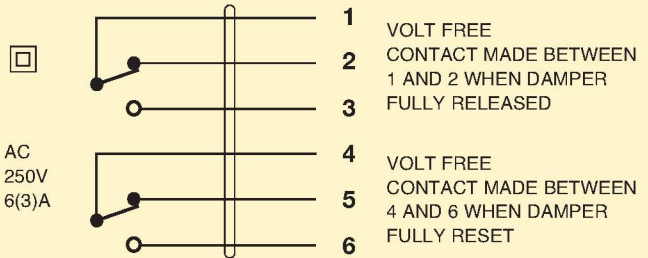 1
VOLT FREE
2
CONTACT MADE BETWEEN
1 AND 2 WHEN DAMPER
3
FULLY RELEASED
AC
4
VOLT FREE
250V
CONTACT MADE BETWEEN
6(3)A
5
4 AND 6 WHEN DAMPER
FULLY RESET
6